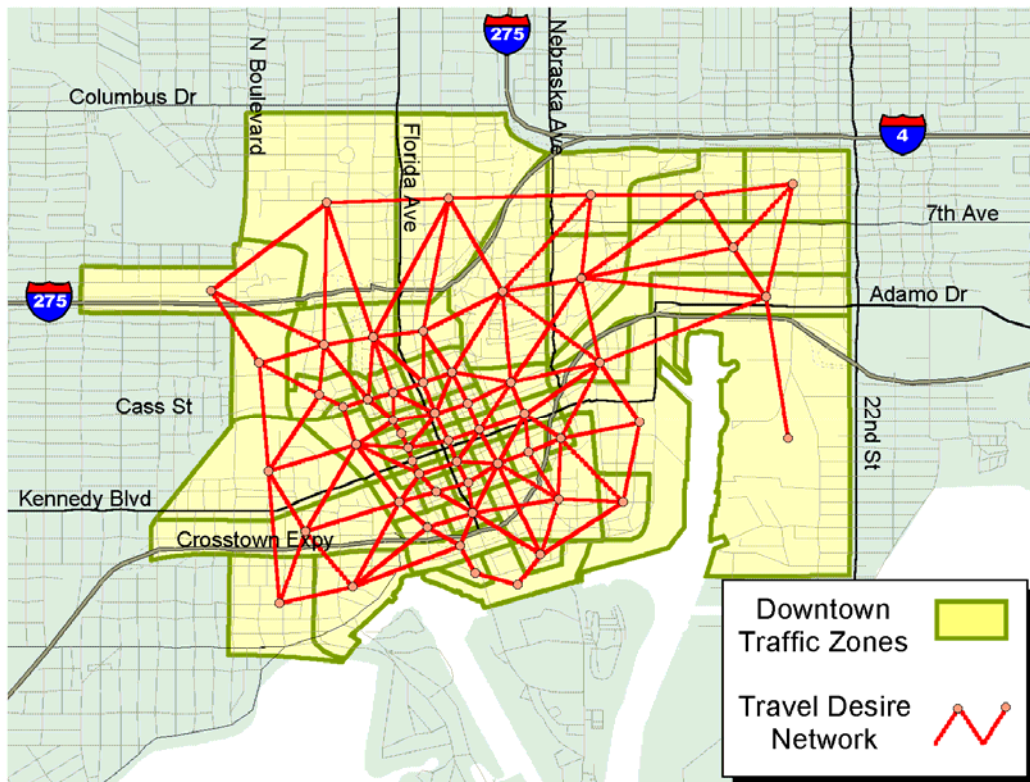 275
N Boulevard
Nebraska Ave
Columbus Dr
Florida Ave
4
7th Ave
275
Adamo Dr
Cass St
22nd St
Kennedy Blvd
Crosstown Expy
Downtown
Traffic Zones
Travel Desire
Network